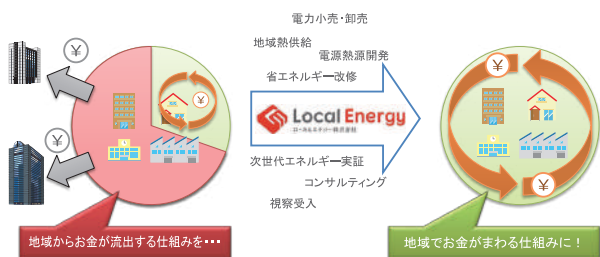 電力小売・卸売
地域熱供給
電源熱源開発
省エネルギー改修
¥
¥
¥
¥
¥
Local Energy
ローカルエナジー株式会社
次世代エネルギー実証
コンサルティング
視察受入
地域からお金が流出する仕組みを・・・
地域でお金がまわる仕組みに！